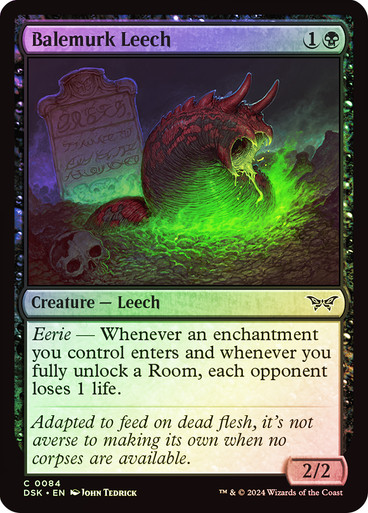 Balemurk Leech 1
Creature — Leech
Eerie — Whenever an enchantment
you control enters and whenever you
fully unlock a Room, each opponent
loses 1 life.
Adapted to feed on dead flesh, it's not
averse to making its own when no
corpses are available.
2/2
C 0084
DSK • EN JOHN TEDRICK
™ & © 2024 Wizards of the Coast